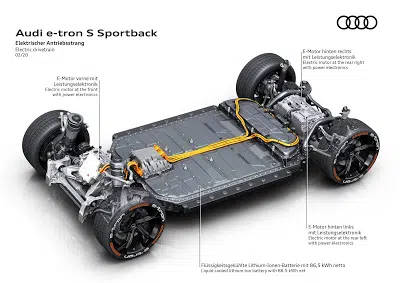 Audi e-tron S Sportback
Elektrischer Antriebsstrang
Electric drivetrain
02/20
E-Motor hinten rechts
mit Leistungselektronik
Electric motor at the rear right
with power electronics
E-Motor vorne mit
Leistungselektronik
Electric motor at the front
with power electronics
E-Motor hinten links
mit Leistungselektronik
Electric motor at the rear left
with power electronics
Flüssigkeitsgekühlte Lithium-Ionen-Batterie mit 86,5 kWh netto
Liquid-cooled lithium-ion battery with 86.5 kWh net